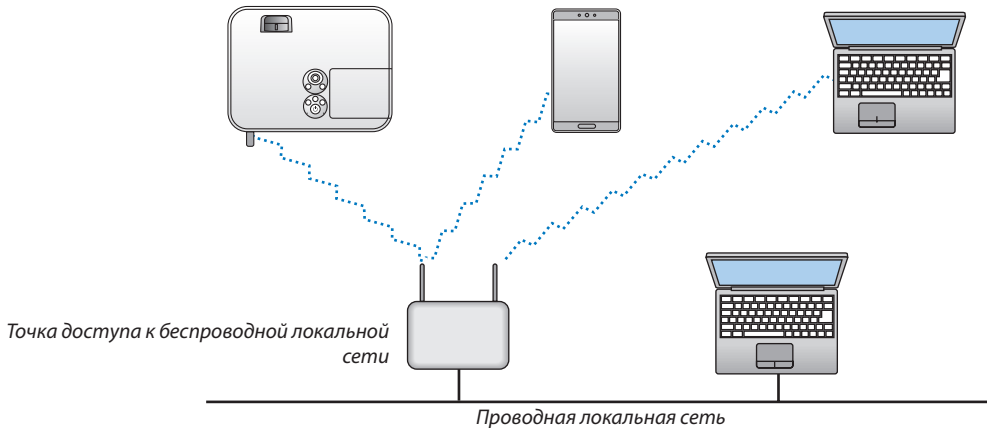 Точка доступа к беспроводной локальной
сети
Проводная локальная сеть